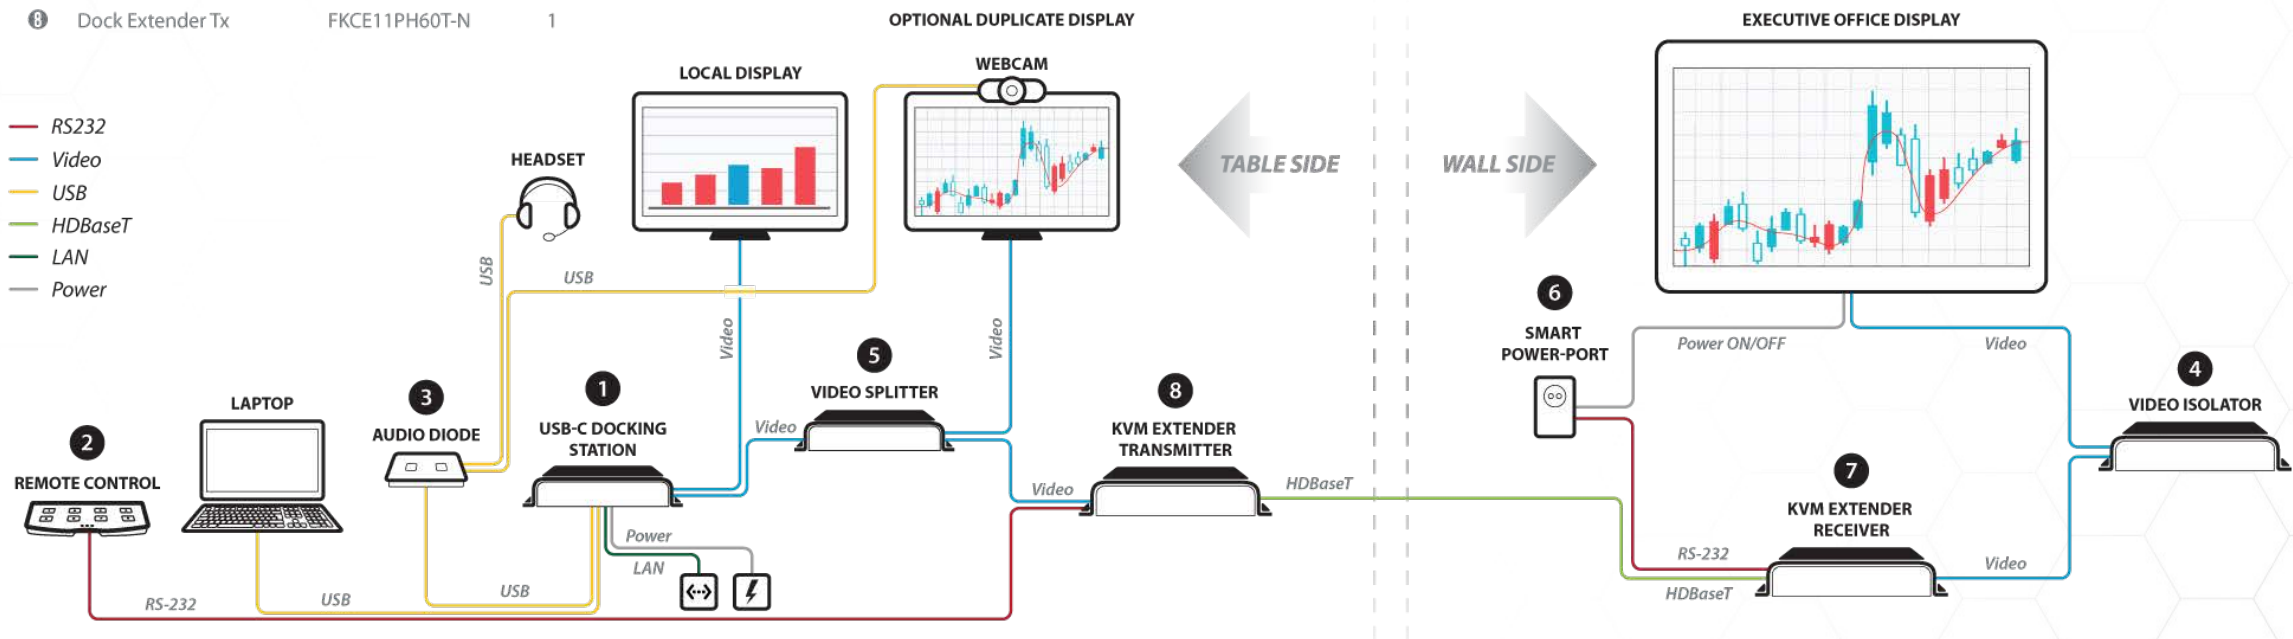 8 Dock Extender Tx FKCE11PH60T-N 1
OPTIONAL DUPLICATE DISPLAY
EXECUTIVE OFFICE DISPLAY
LOCAL DISPLAY
WEBCAM
RS232
Video
USB
HDBaseT
LAN
Power
HEADSET
TABLE SIDE
WALL SIDE
USB
USB
Video
Video
6
SMART
POWER-PORT
Power ON/OFF
Video
5
VIDEO SPLITTER
Video
4
VIDEO ISOLATOR
1
USB-C DOCKING
STATION
8
KVM EXTENDER
TRANSMITTER
3
AUDIO DIODE
LAPTOP
2
REMOTE CONTROL
Video
HDBaseT
7
KVM EXTENDER
RECEIVER
Power
LAN
RS-232
Video
HDBaseT
USB
USB
RS-232